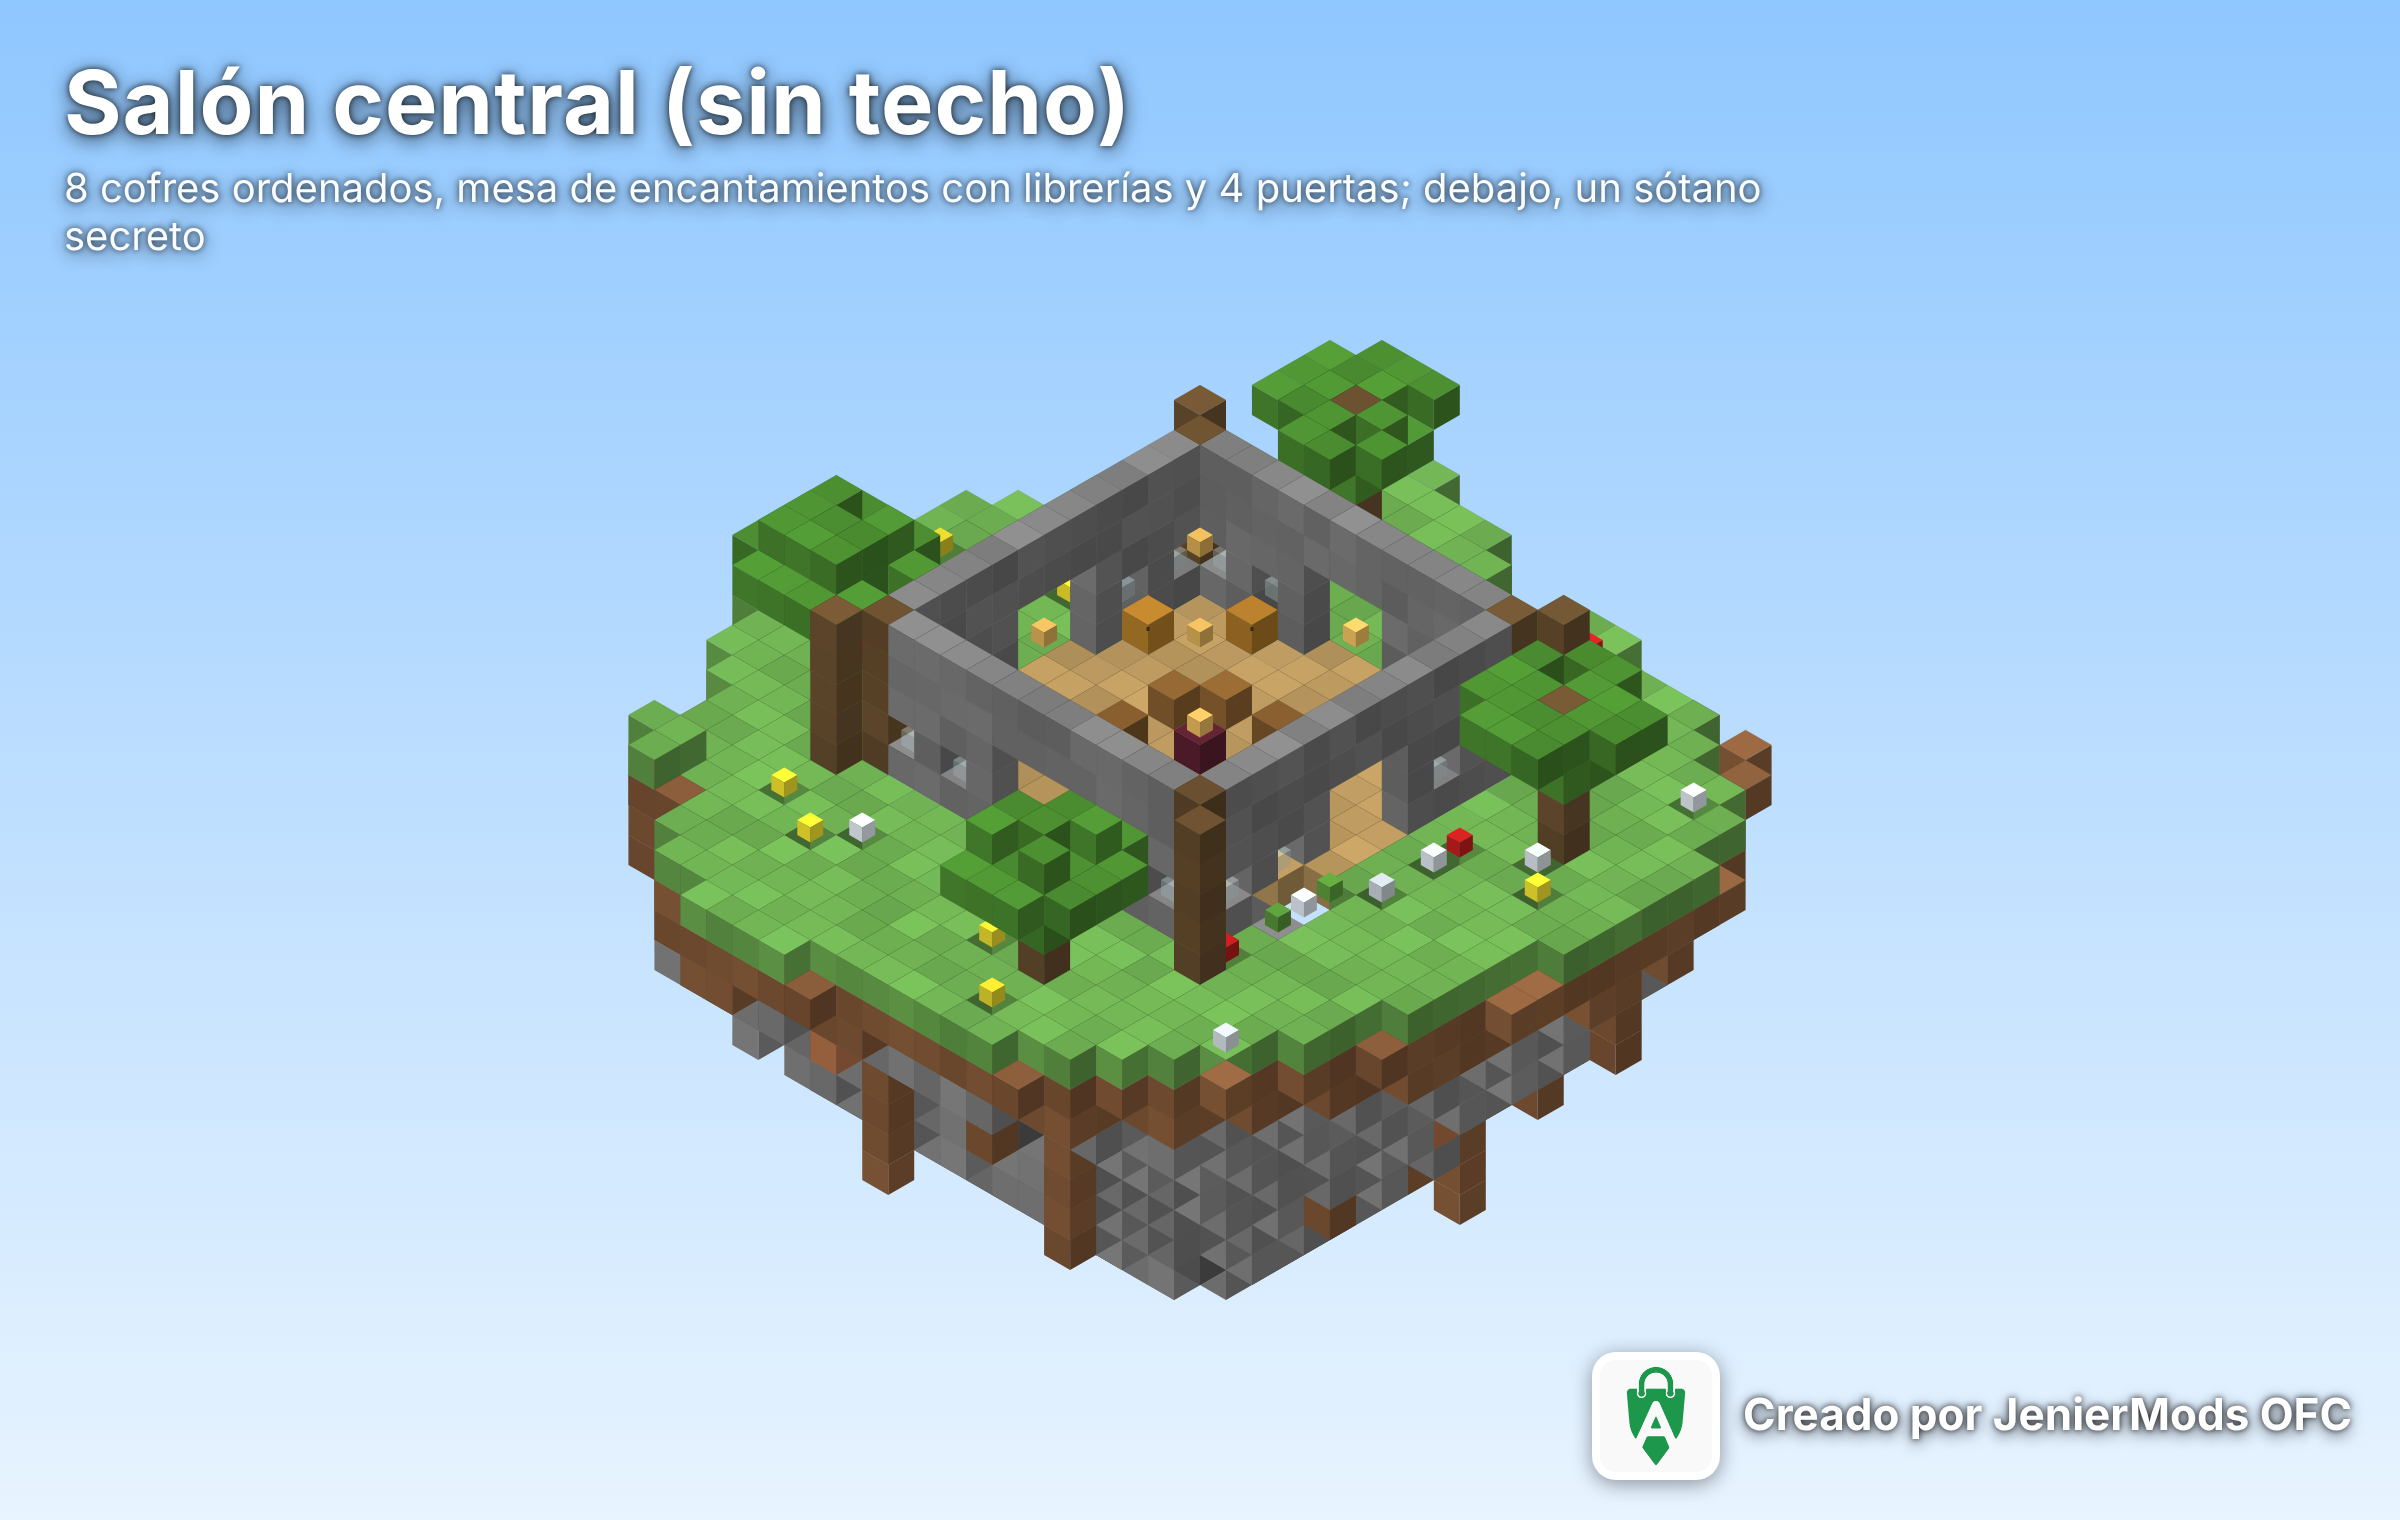 Salón central (sin techo)
8 cofres ordenados, mesa de encantamientos con librerías y 4 puertas; debajo, un sótano
secreto
Creado por JenierMods OFC